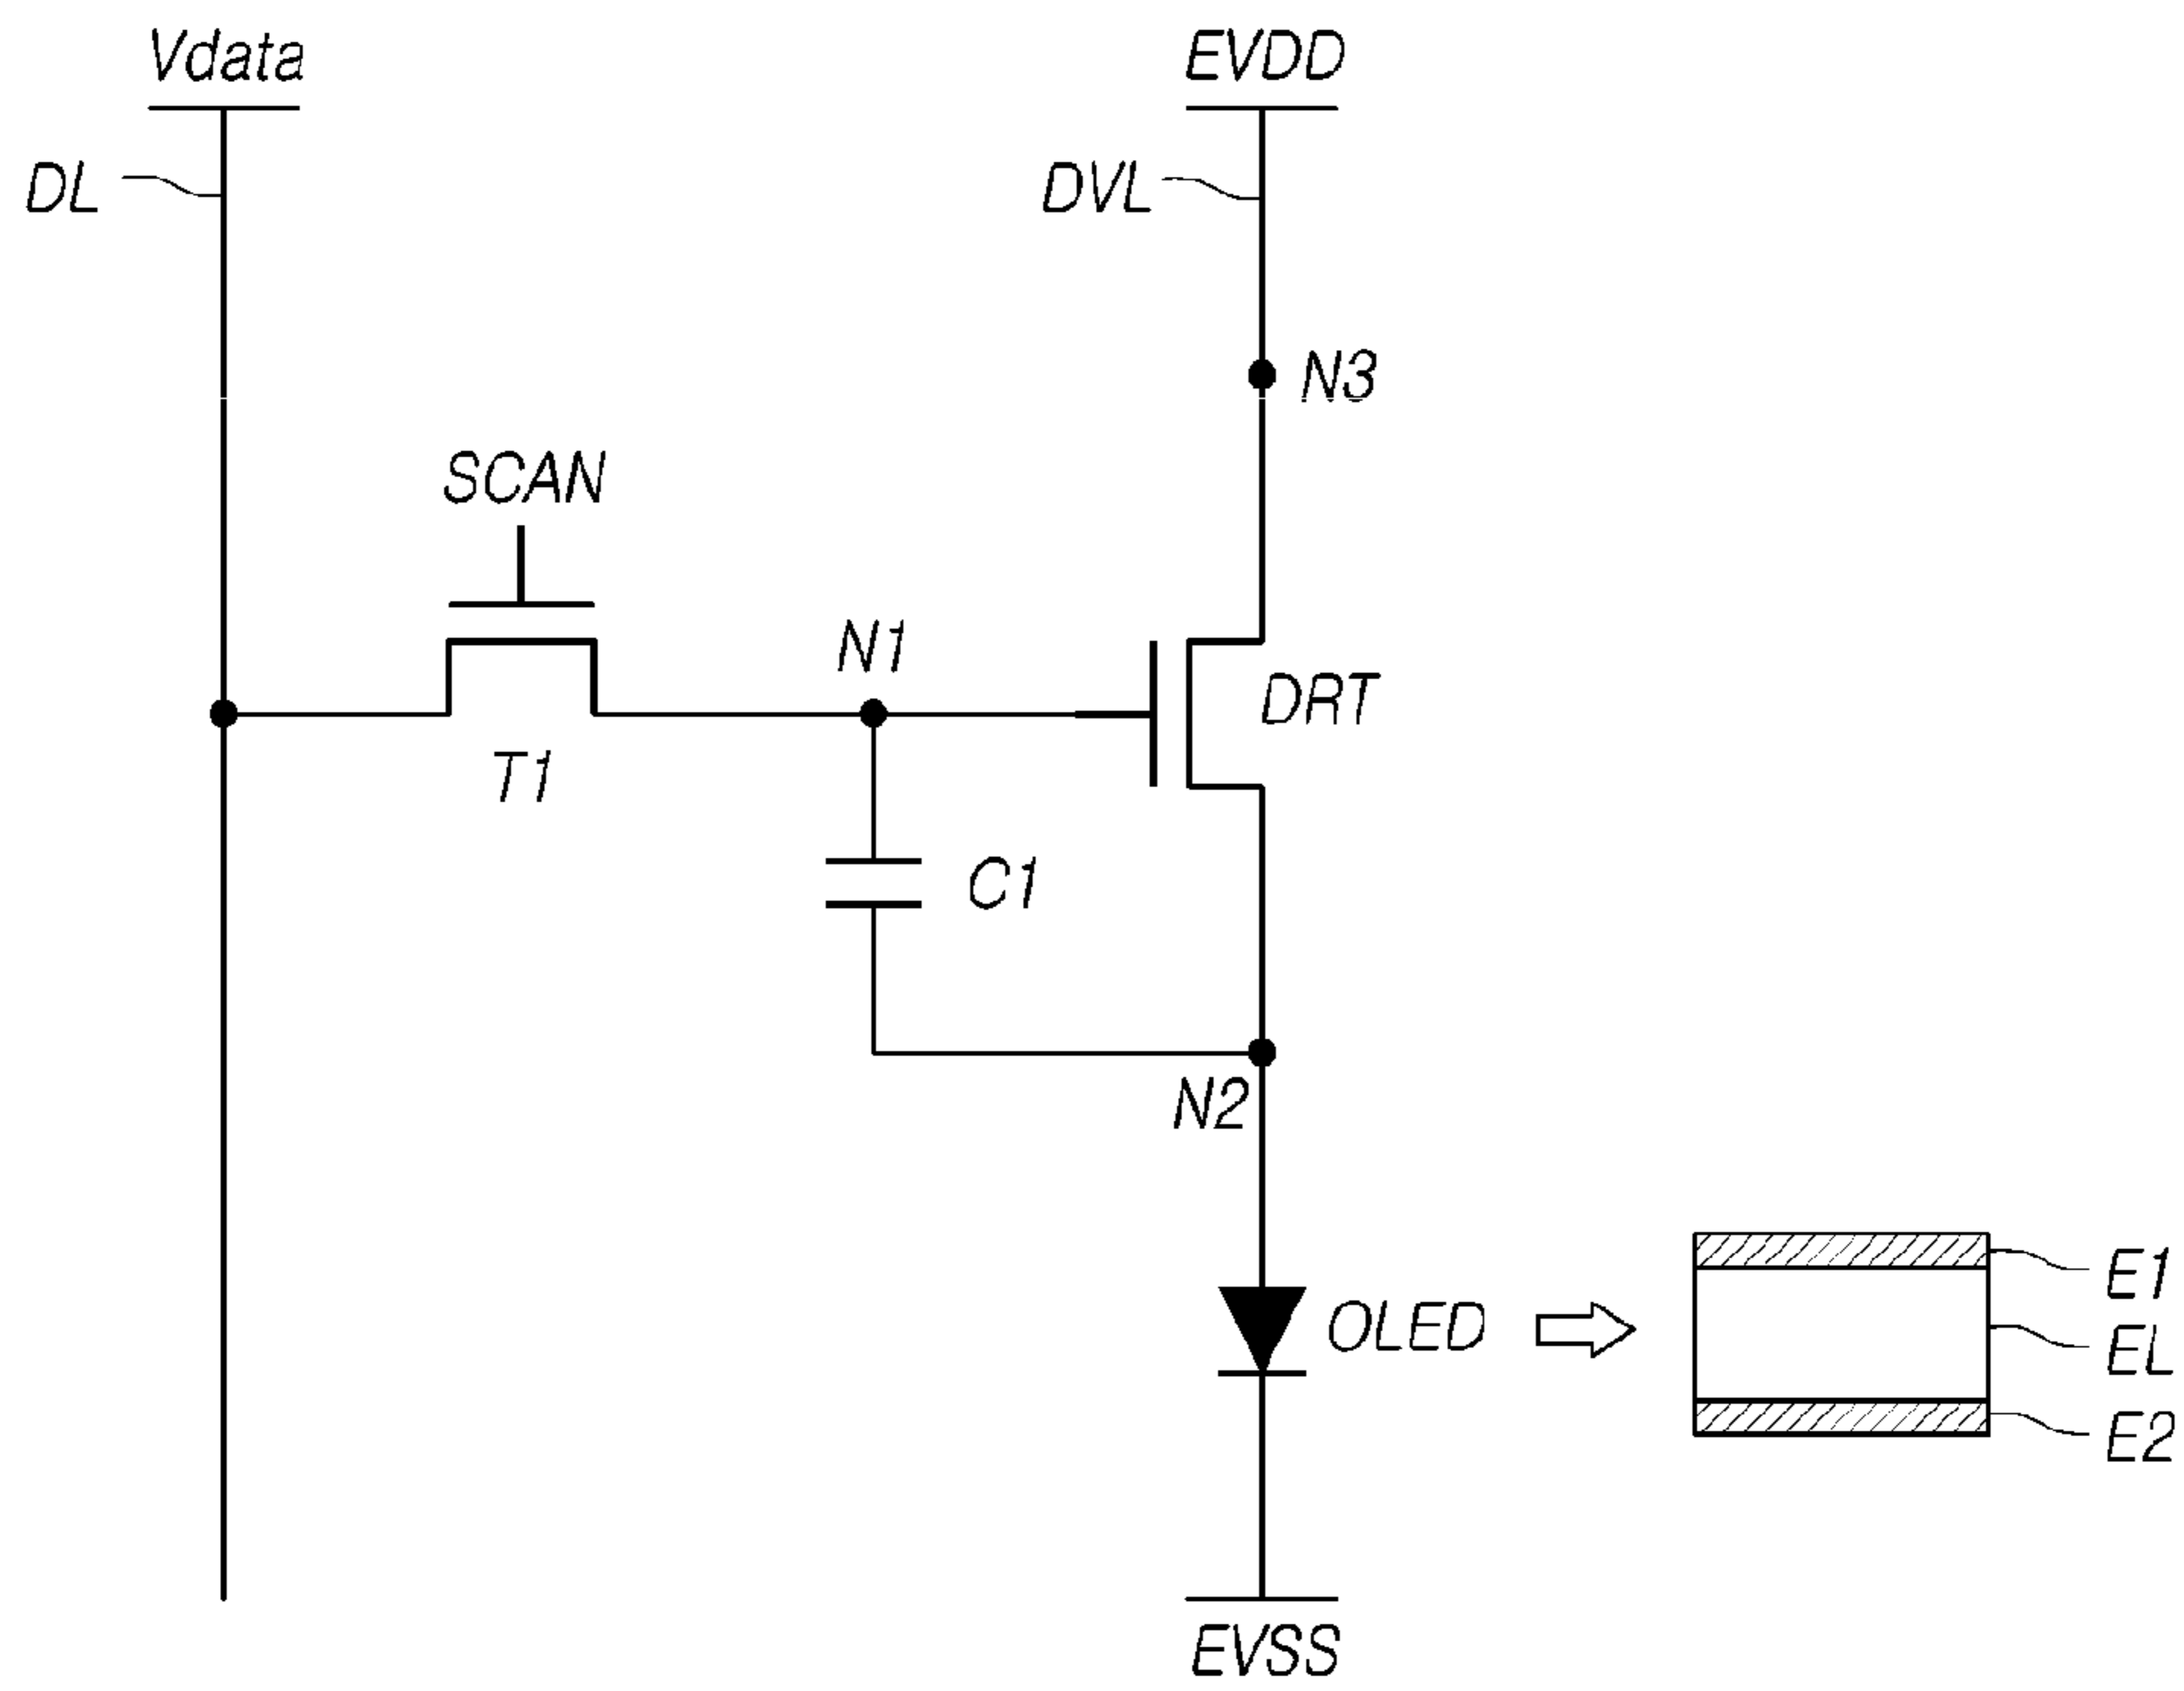 Vdata
EVDD
DL
DVL
N3
SCAN
N1
DRT
T1
C1
N2
E1
OLED
EL
E2
EVSS